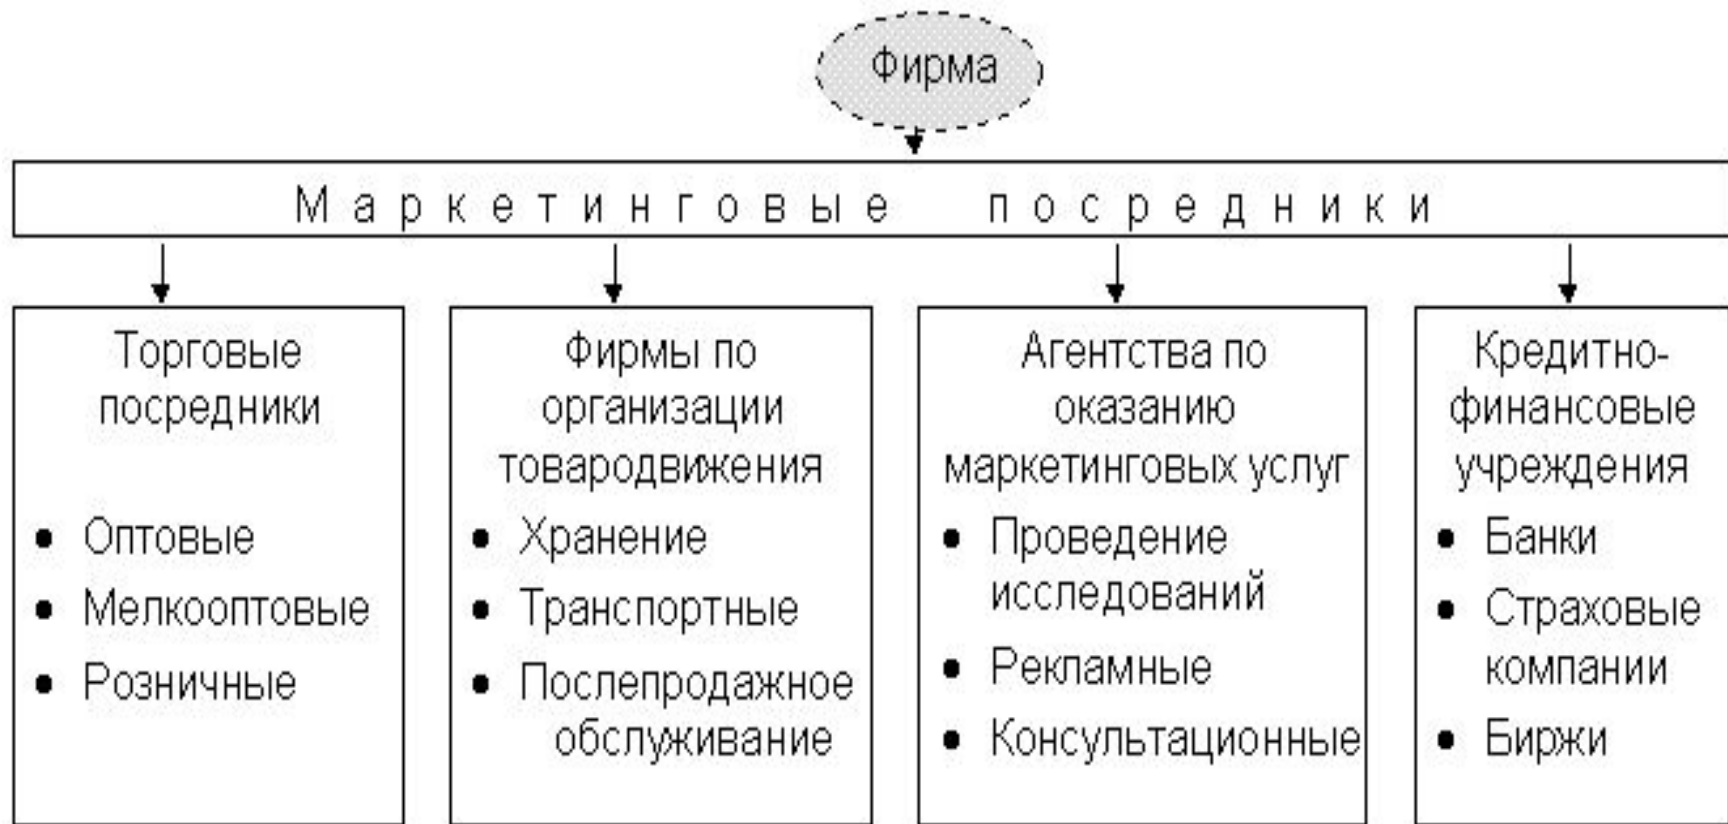 Фирма
Маркетинговые посредники
Торговые
посредники
• Оптовые
• Мелкооптовые
• Розничные
Фирмы по
организации
товародвижения
• Хранение
• Транспортные
• Послепродажное
обслуживание
Агентства по
оказанию
маркетинговых услуг
• Проведение
исследований
• Рекламные
• Консультационные
Кредитно-
финансовые
учреждения
• Банки
• Страховые
компании
• Биржи